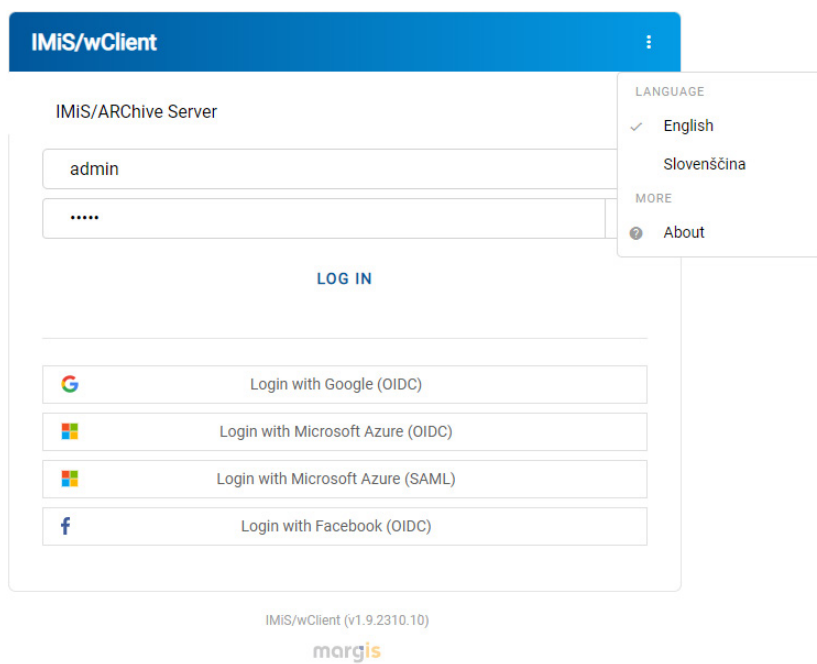 IMiS/wClient
LANGUAGE
IMiS/ARChive Server
English
admin
Slovenščina
MORE
•••••
About
LOG IN
Login with Google (OIDC)
Login with Microsoft Azure (OIDC)
Login with Microsoft Azure (SAML)
Login with Facebook (OIDC)
IMiS/wClient (v1.9.2310.10)
margis